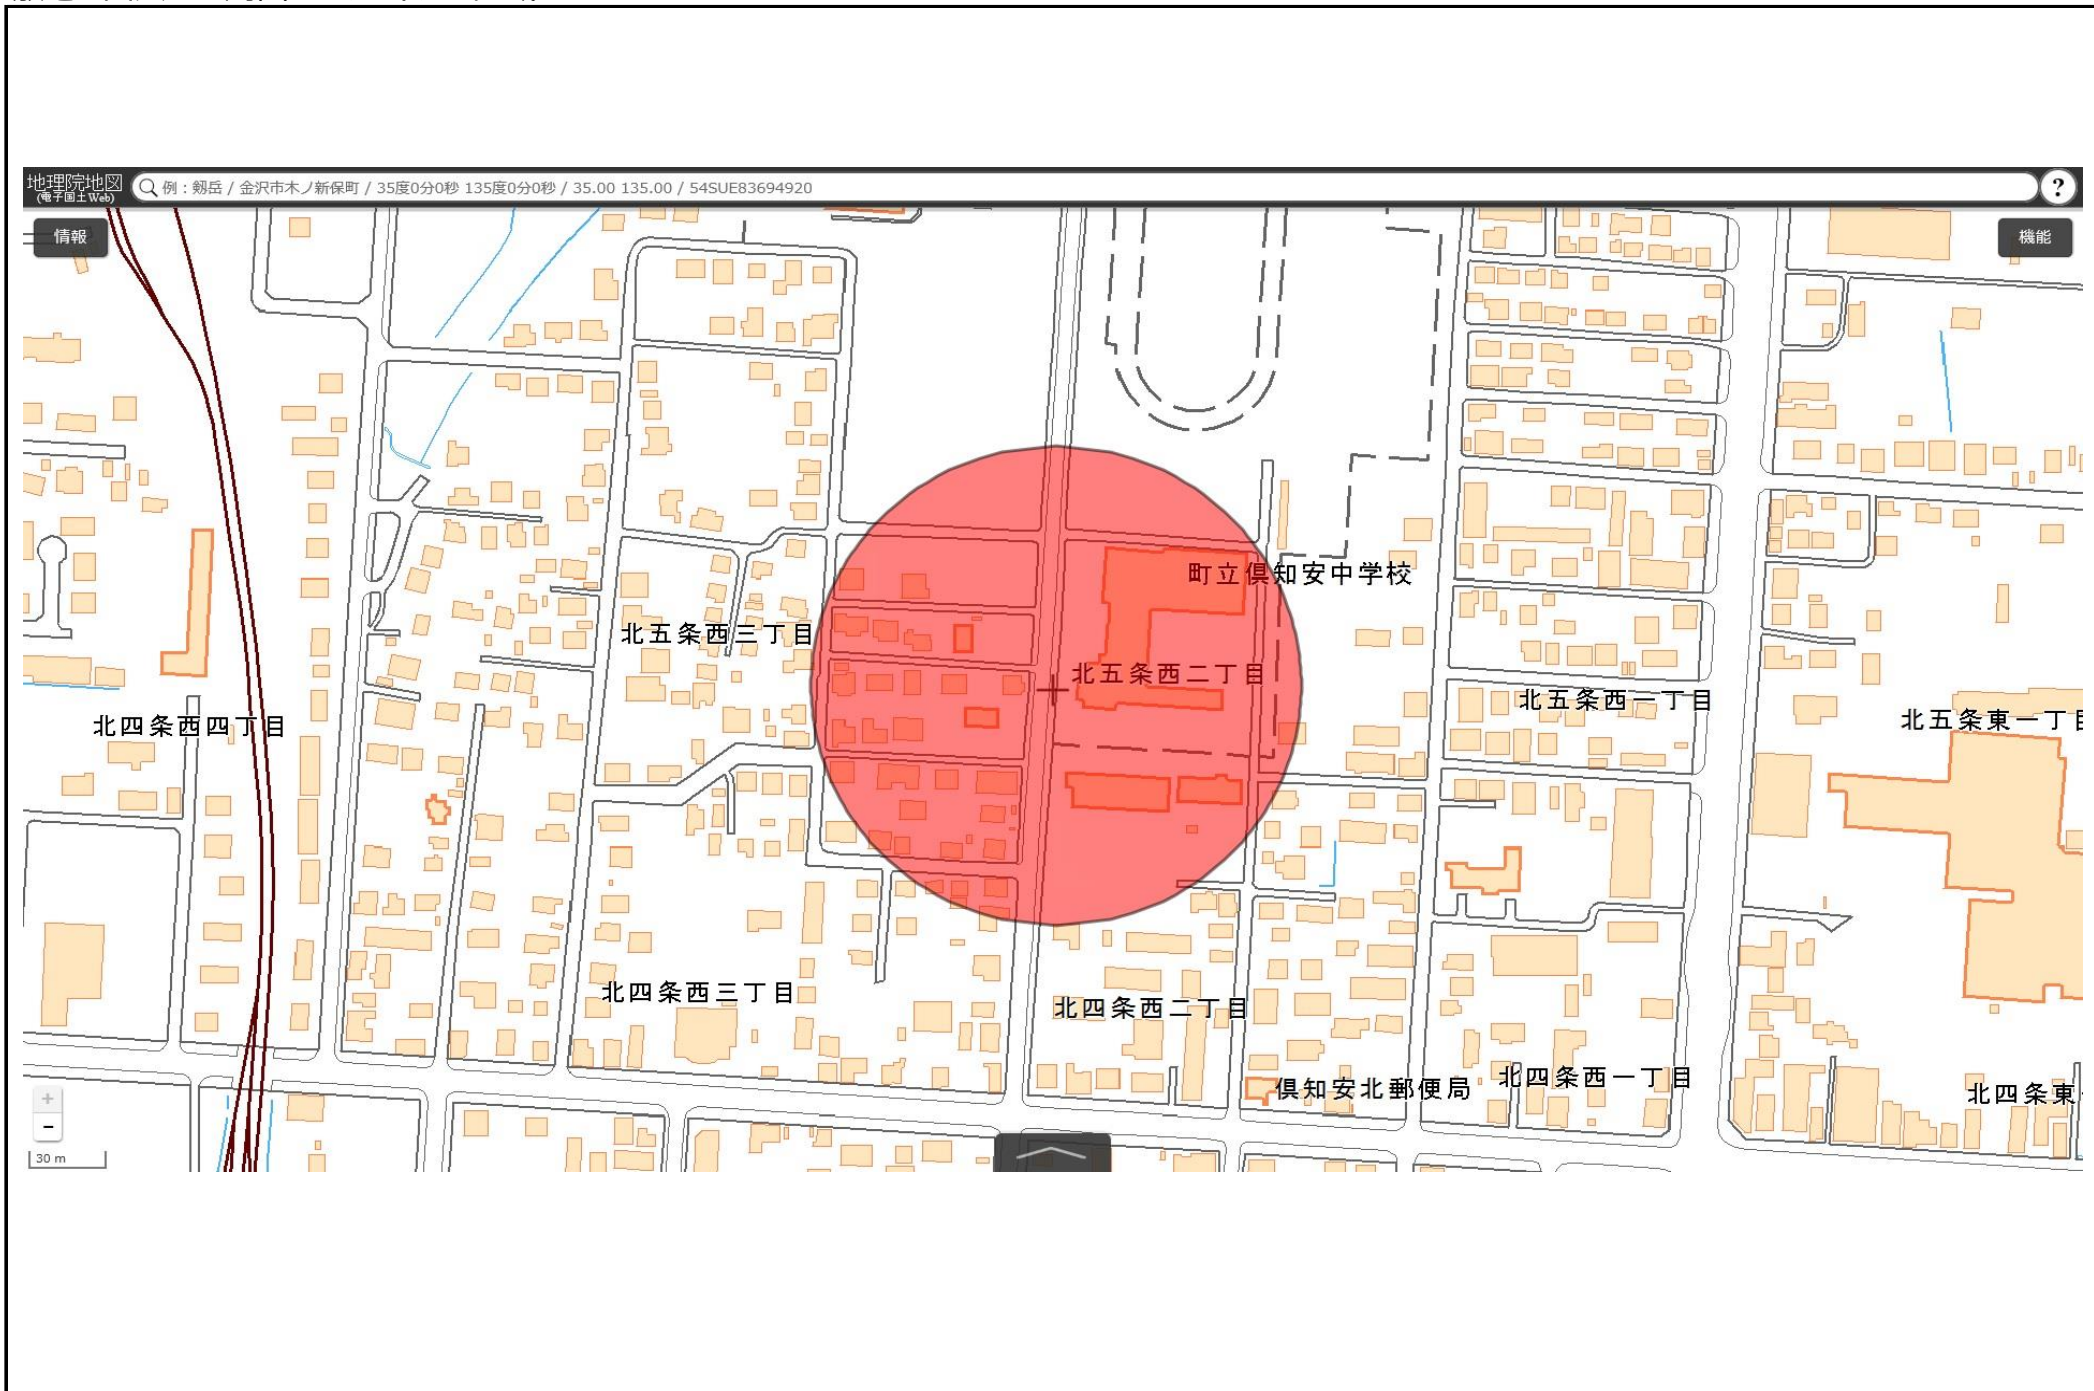 地理院地図
(電子国土Web)
例：剱岳 / 金沢市木ノ新保町 / 35度0分0秒 135度0分0秒 / 35.00 135.00 / 54SUE83694920
?
情報
機能
町立倶知安中学校
北五条西三丁目
北五条西二丁目
北五条西一丁目
北五条東一丁目
北四条西四丁目
北四条西三丁目
北四条西二丁目
倶知安北郵便局
北四条西一丁目
北四条東
+
-
30 m